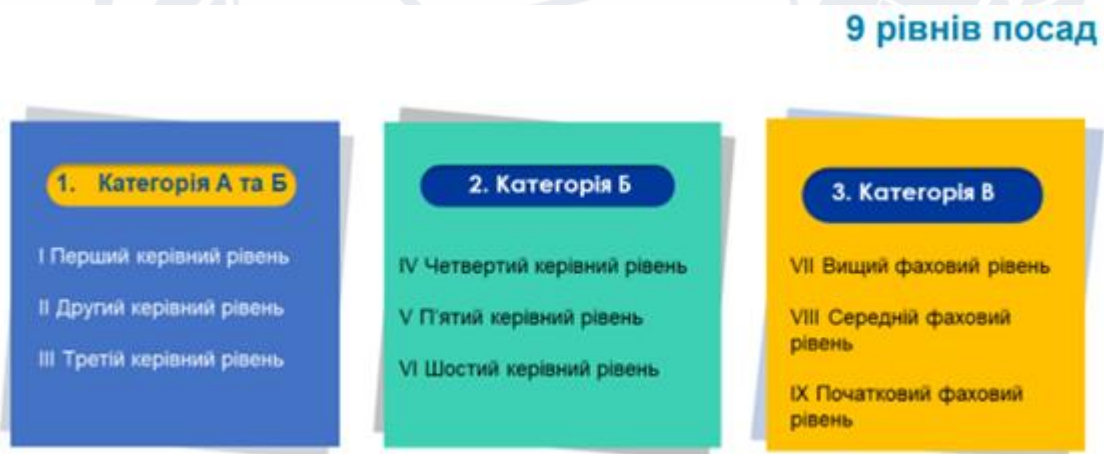 9 рівнів посад
1. Категорія А та Б
І Перший керівний рівень
ІІ Другий керівний рівень
ІІІ Третій керівний рівень
2. Категорія Б
IV Четвертий керівний рівень
V П'ятий керівний рівень
VI Шостий керівний рівень
3. Категорія В
VII Вищий фаховий рівень
VIII Середній фаховий
рівень
IX Початковий фаховий
рівень